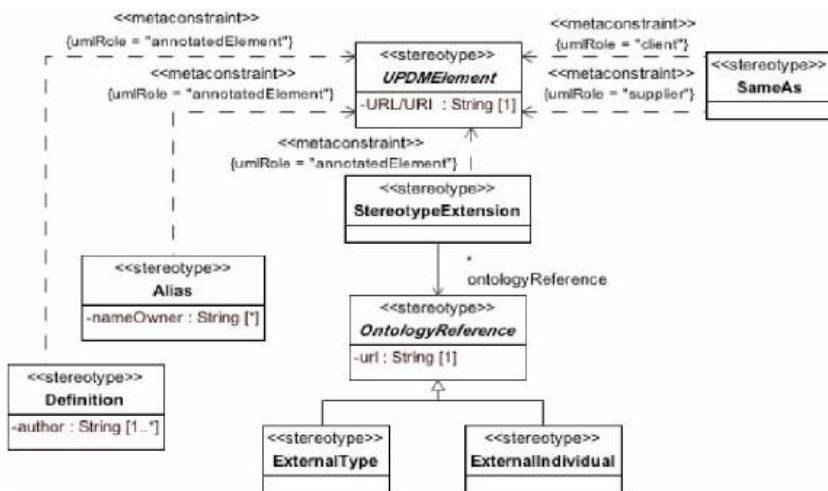 <<metaconstraint>>
{umlRole = "annotatedElement"}
<<metaconstraint>>
{umlRole = "annotatedElement"}
<<stereotype>>
UPDMElement
-URL/URI : String [1]
<<metaconstraint>>
{umlRole = "client"}
<<metaconstraint>>
{umlRole = "supplier"}
<<stereotype>>
SameAs
<<metaconstraint>>
{umlRole = "annotatedElement"}
<<stereotype>>
StereotypeExtension
*
ontologyReference
<<stereotype>>
Alias
-nameOwner : String [*]
<<stereotype>>
OntologyReference
-url : String [1]
<<stereotype>>
Definition
-author : String [1..*]
<<stereotype>>
ExternalType
<<stereotype>>
ExternalIndividual